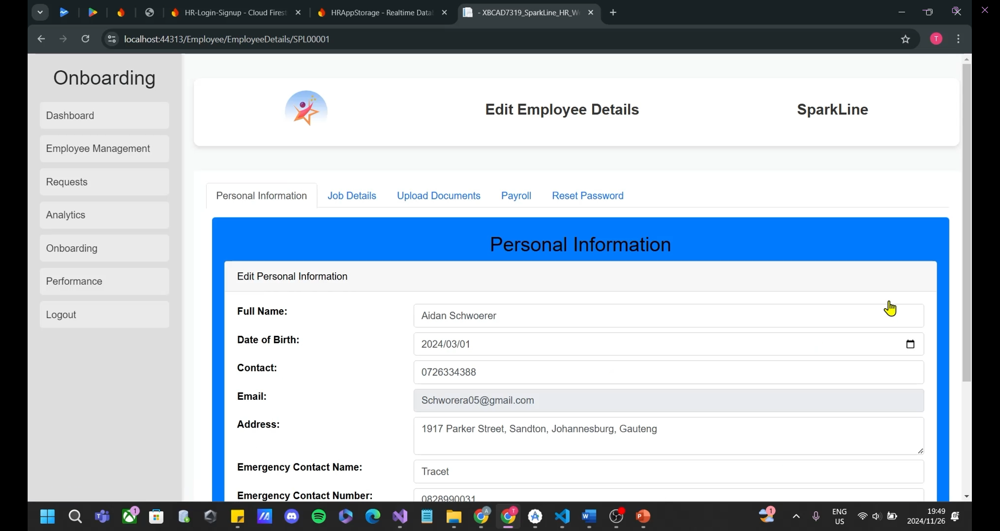 HR-Login-Signup - Cloud Firest
HRAppStorage - Realtime Datal
- XBCAD7319_SparkLine_HR_W
localhost:44313/Employee/EmployeeDetails/SPL00001
T
Onboarding
Dashboard
Employee Management
Requests
Analytics
Onboarding
Performance
Logout
Edit Employee Details
SparkLine
Personal Information
Job Details
Upload Documents
Payroll
Reset Password
Personal Information
Edit Personal Information
Full Name:
Aidan Schwoerer
Date of Birth:
2024/03/01
Contact:
0726334388
Email:
Schworera05@gmail.com
Address:
1917 Parker Street, Sandton, Johannesburg, Gauteng
Emergency Contact Name:
Tracet
Emergency Contact Number:
0828990031
1
1
ENG
US
19:49
2024/11/26